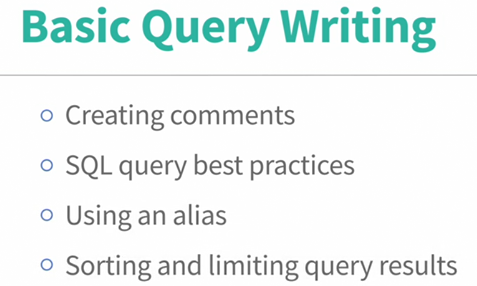 Basic Query Writing
Creating comments
SQL query best practices
Using an alias
Sorting and limiting query results